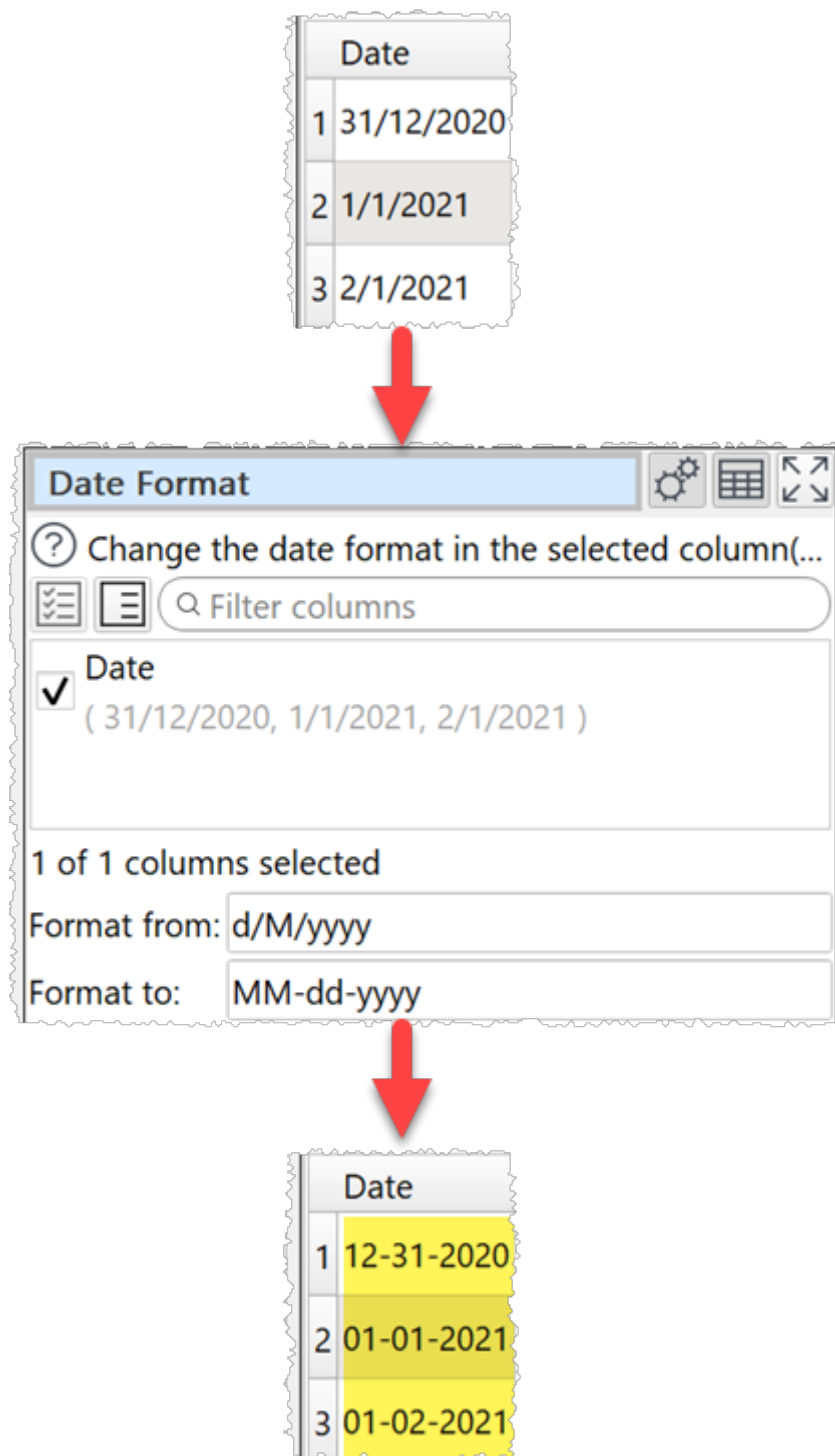 Date
1 31/12/2020
2 1/1/2021
3 2/1/2021
Date Format
? Change the date format in the selected column(...
Filter columns
Date
( 31/12/2020, 1/1/2021, 2/1/2021 )
1 of 1 columns selected
Format from: d/M/yyyy
Format to: MM-dd-yyyy
Date
1 12-31-2020
2 01-01-2021
3 01-02-2021